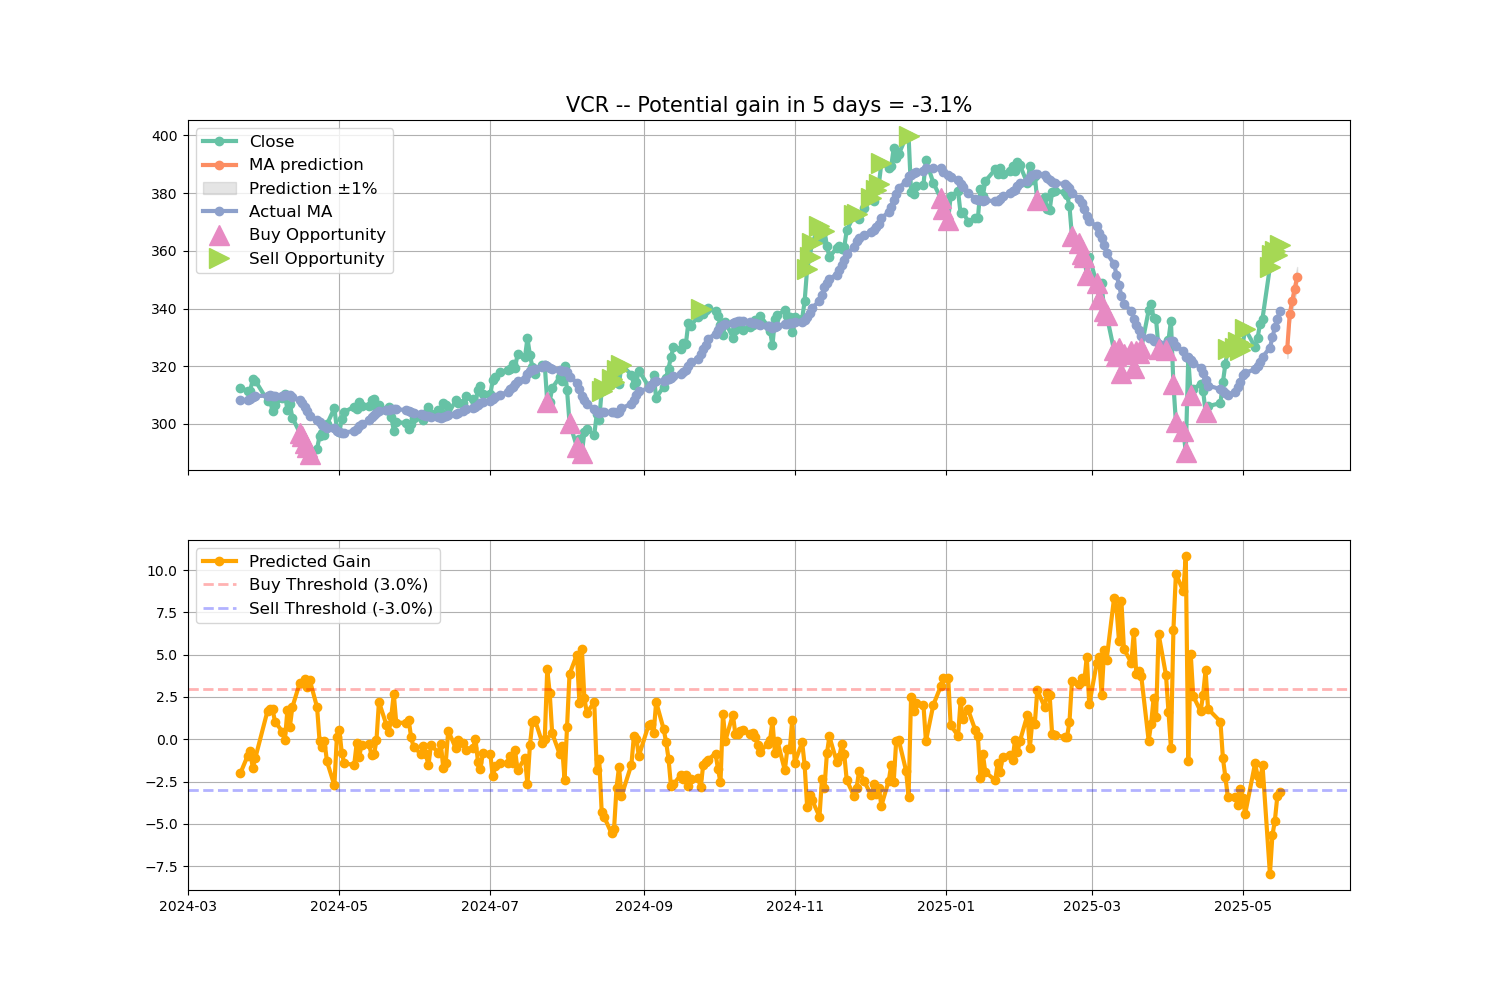 VCR -- Potential gain in 5 days = -3.1%
400
380
360
340
320
300
Close
MA prediction
Prediction ±1%
Actual MA
Buy Opportunity
Sell Opportunity
10.0
7.5
5.0
2.5
0.0
−2.5
−5.0
−7.5
Predicted Gain
Buy Threshold (3.0%)
Sell Threshold (-3.0%)
2024-03
2024-05
2024-07
2024-09
2024-11
2025-01
2025-03
2025-05